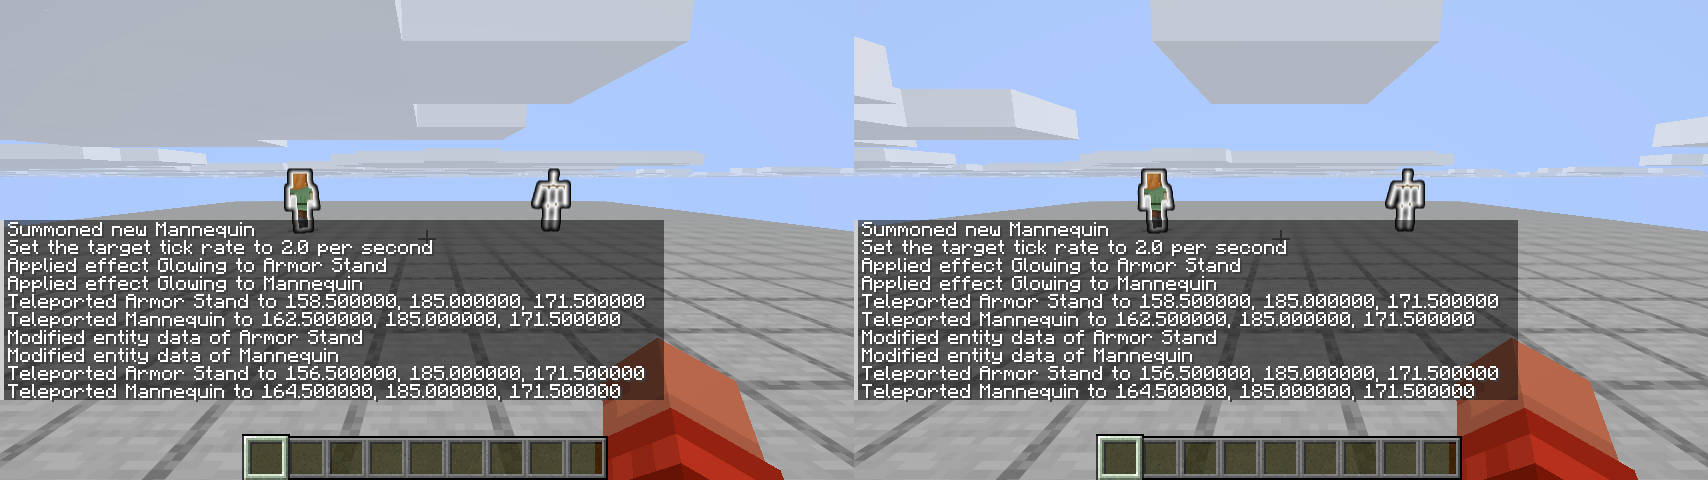 Summoned new Mannequin
Set the target tick rate to 2.0 per second
Applied effect Glowing to Armor Stand
Applied effect Glowing to Mannequin
Teleported Armor Stand to 158.500000, 185.000000, 171.500000
Teleported Mannequin to 162.500000, 185.000000, 171.500000
Modified entity data of Armor Stand
Modified entity data of Mannequin
Teleported Armor Stand to 156.500000, 185.000000, 171.500000
Teleported Mannequin to 164.500000, 185.000000, 171.500000
Summoned new Mannequin
Set the target tick rate to 2.0 per second
Applied effect Glowing to Armor Stand
Applied effect Glowing to Mannequin
Teleported Armor Stand to 158.500000, 185.000000, 171.500000
Teleported Mannequin to 162.500000, 185.000000, 171.500000
Modified entity data of Armor Stand
Modified entity data of Mannequin
Teleported Armor Stand to 156.500000, 185.000000, 171.500000
Teleported Mannequin to 164.500000, 185.000000, 171.500000